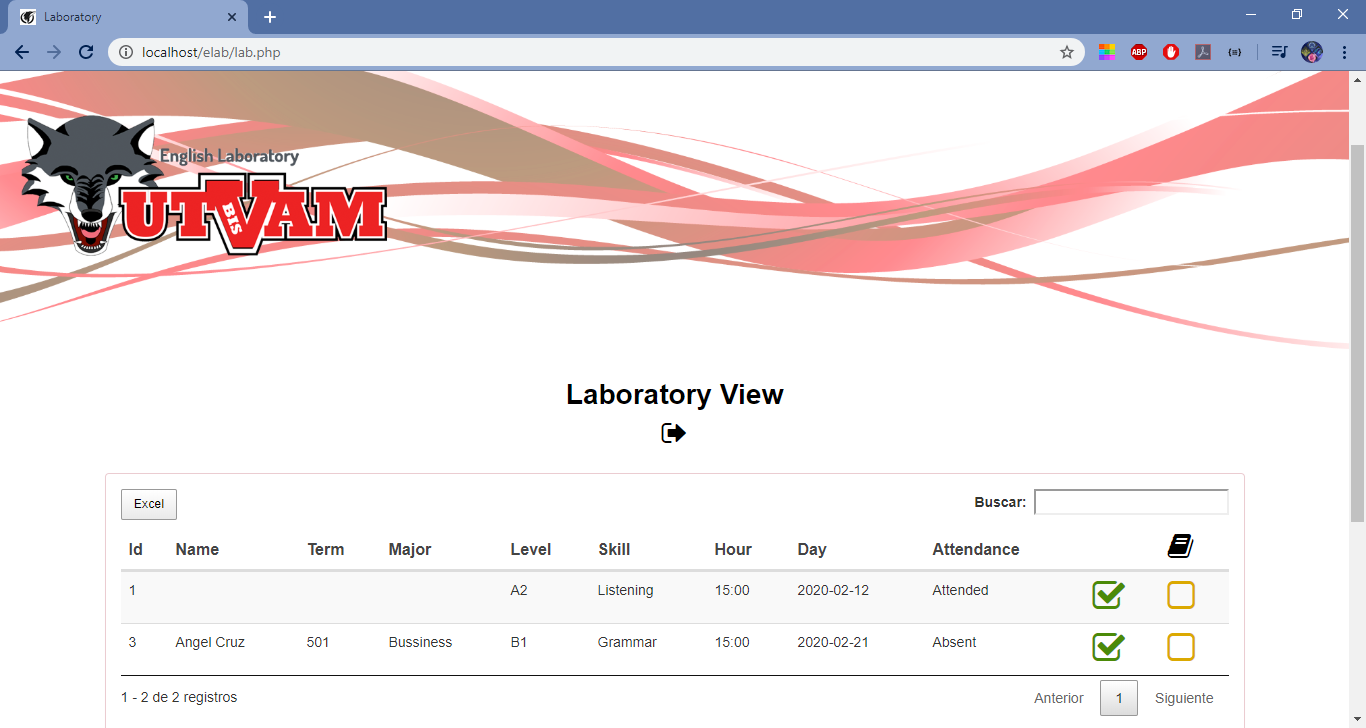 Laboratory
localhost/elab/lab.php
ABP
English Laboratory
UTVAM
BIS
Laboratory View
Excel
Buscar:
Id Name Term Major Level Skill Hour Day Attendance
1 A2 Listening 15:00 2020-02-12 Attended
3 Angel Cruz 501 Bussiness B1 Grammar 15:00 2020-02-21 Absent
1 - 2 de 2 registros
Anterior 1 Siguiente